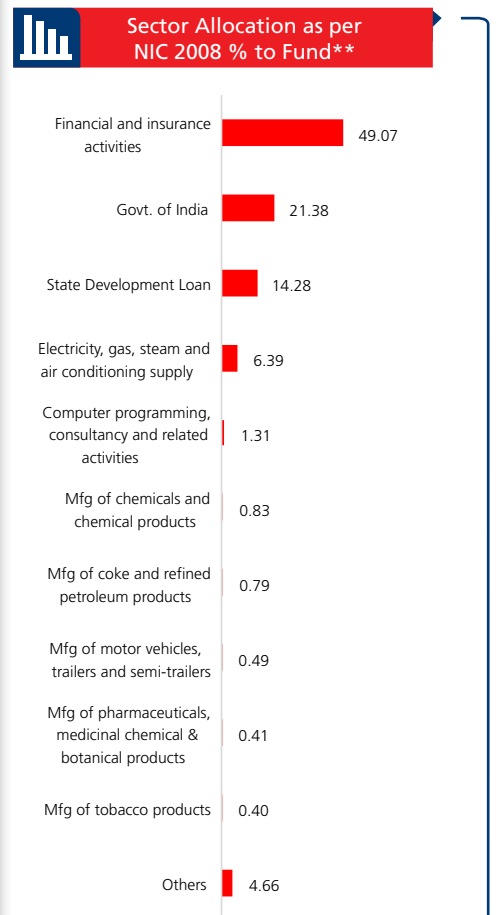 Sector Allocation as per
NIC 2008 % to Fund**
Financial and insurance
activities
49.07
Govt. of India
21.38
State Development Loan
14.28
Electricity, gas, steam and
air conditioning supply
6.39
Computer programming,
consultancy and related
activities
1.31
Mfg of chemicals and
chemical products
0.83
Mfg of coke and refined
petroleum products
0.79
Mfg of motor vehicles,
trailers and semi-trailers
0.49
Mfg of pharmaceuticals,
medicinal chemical &
botanical products
0.41
Mfg of tobacco products
0.40
Others
4.66